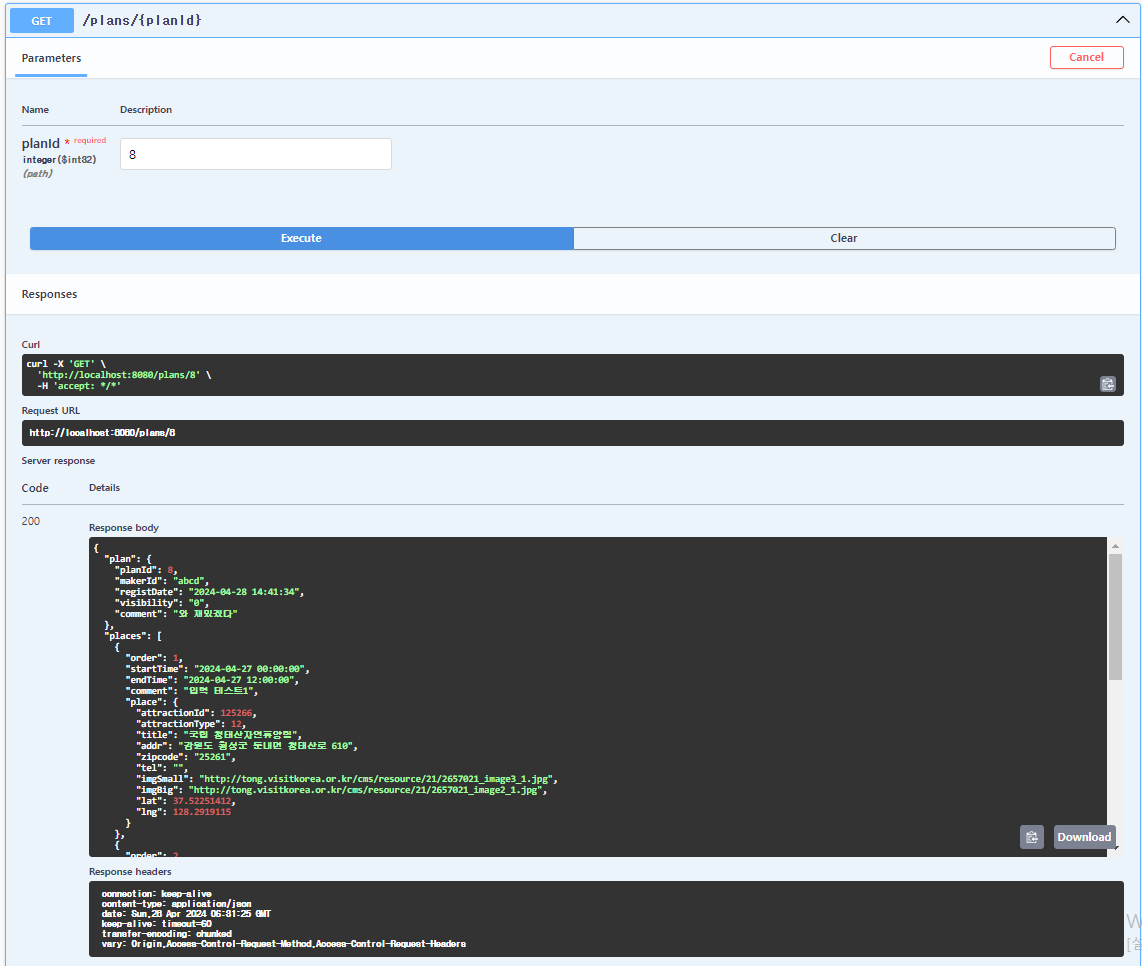 GET /plans/{planId}
Parameters
Cancel
Name Description
planId * required
integer($int32)
(path)
8
Execute Clear
Responses
Curl
curl -X 'GET' \
'http://localhost:8080/plans/8' \
-H 'accept: */*'
Request URL
http://localhost:8080/plans/8
Server response
Code Details
200
Response body
{
"plan": {
"planId": 8,
"makerId": "abcd",
"registDate": "2024-04-28 14:41:34",
"visibility": "0",
"comment": "와 재밌겠다"
},
"places": [
{
"order": 1,
"startTime": "2024-04-27 00:00:00",
"endTime": "2024-04-27 12:00:00",
"comment": "입력 테스트1",
"place": {
"attractionId": 125266,
"attractionType": 12,
"title": "국립 청태산자연휴양림",
"addr": "강원도 횡성군 둔내면 청태산로 610",
"zipcode": "25261",
"tel": "",
"imgSmall": "http://tong.visitkorea.or.kr/cms/resource/21/2657021_image3_1.jpg",
"imgBig": "http://tong.visitkorea.or.kr/cms/resource/21/2657021_image2_1.jpg",
"lat": 37.52251412,
"lng": 128.2919115
}
},
{
"order": 2
Download
Response headers
connection: keep-alive
content-type: application/json
date: Sun,28 Apr 2024 06:31:25 GMT
keep-alive: timeout=60
transfer-encoding: chunked
vary: Origin,Access-Control-Request-Method,Access-Control-Request-Headers